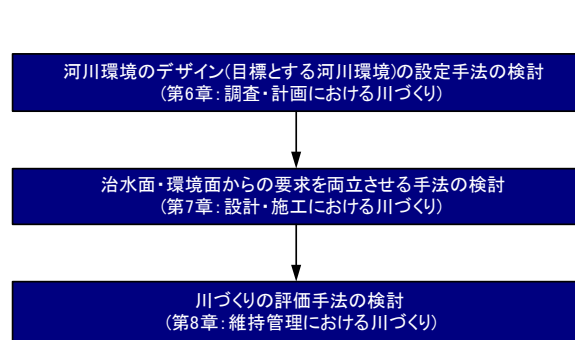 河川環境のデザイン(目標とする河川環境)の設定手法の検討
(第6章:調査・計画における川づくり)
治水面・環境面からの要求を両立させる手法の検討
(第7章:設計・施工における川づくり)
川づくりの評価手法の検討
(第8章:維持管理における川づくり)